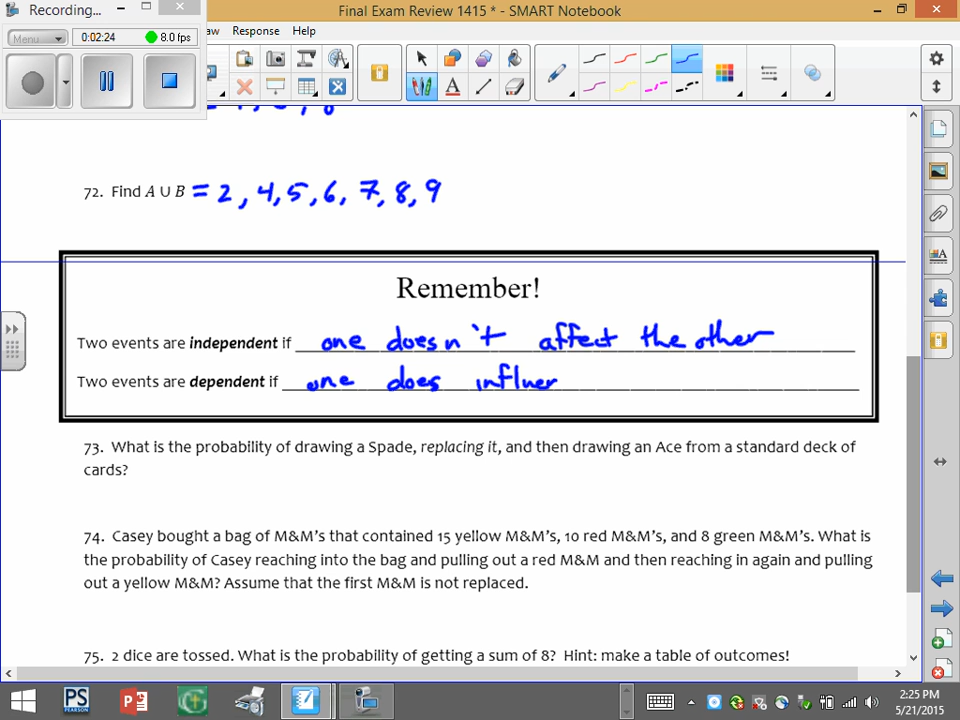 Recording...
Final Exam Review 1415 * - SMART Notebook
Menu
0:02:24
8.0 fps
aw Response Help
72. Find A ∪ B = 2, 4, 5, 6, 7, 8, 9
Remember!
Two events are independent if one doesn't affect the other
Two events are dependent if one does influen
73. What is the probability of drawing a Spade, replacing it, and then drawing an Ace from a standard deck of
cards?
74. Casey bought a bag of M&M's that contained 15 yellow M&M's, 10 red M&M's, and 8 green M&M's. What is
the probability of Casey reaching into the bag and pulling out a red M&M and then reaching in again and pulling
out a yellow M&M? Assume that the first M&M is not replaced.
75. 2 dice are tossed. What is the probability of getting a sum of 8? Hint: make a table of outcomes!
PS
PEARSON
2:25 PM
5/21/2015